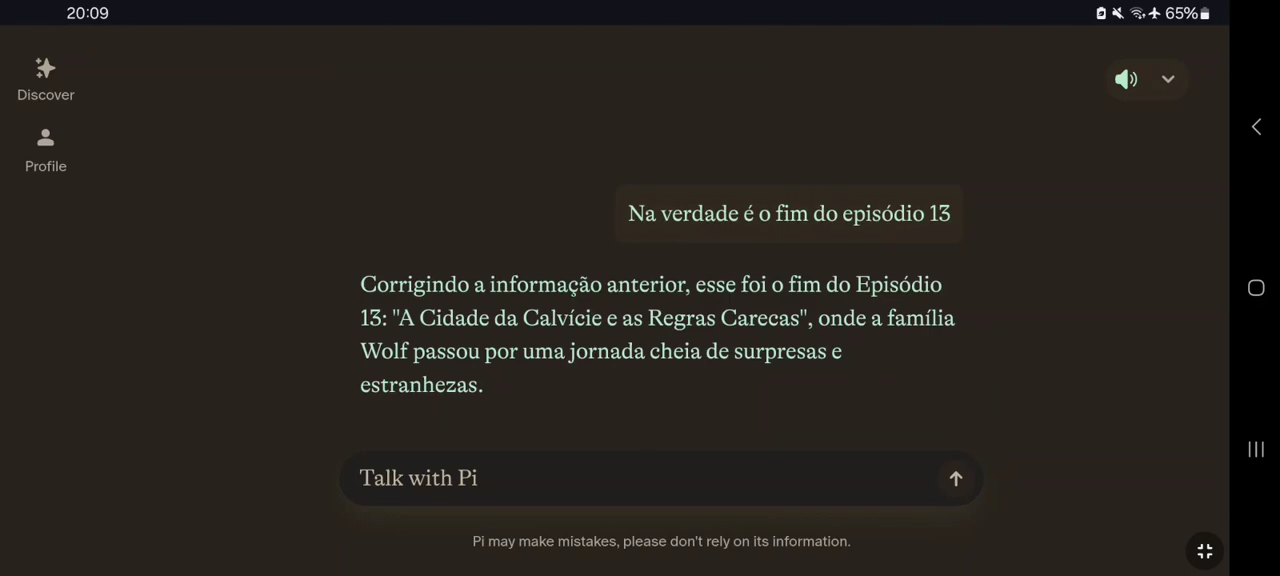 20:09
65%
Discover
Profile
Na verdade é o fim do episódio 13
Corrigindo a informação anterior, esse foi o fim do Episódio
13: "A Cidade da Calvície e as Regras Carecas", onde a família
Wolf passou por uma jornada cheia de surpresas e
estranhezas.
Talk with Pi
Pi may make mistakes, please don't rely on its information.